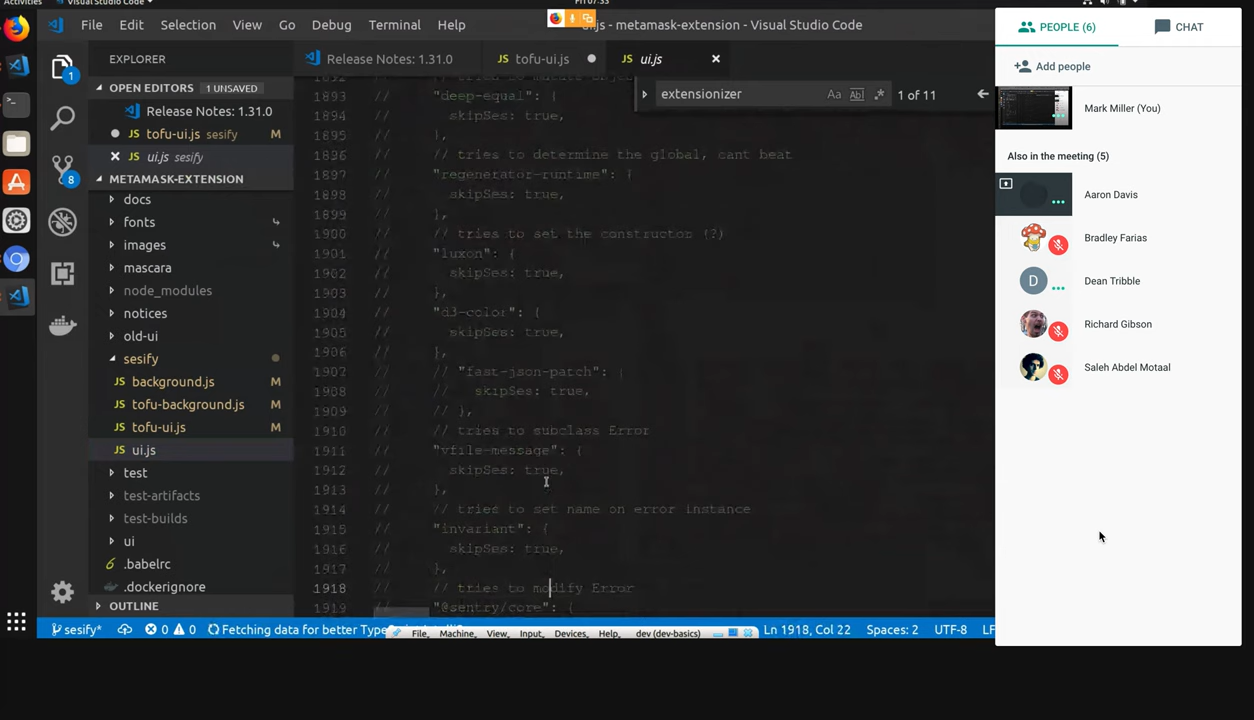 Activities
Visual Studio Code
Fri 07:33
File Edit Selection View Go Debug Terminal Help
ui.js - metamask-extension - Visual Studio Code
EXPLORER
OPEN EDITORS 1 UNSAVED
Release Notes: 1.31.0
tofu-ui.js sesify M
ui.js sesify
METAMASK-EXTENSION
docs
fonts
images
mascara
node_modules
notices
old-ui
sesify
background.js M
tofu-background.js M
tofu-ui.js M
ui.js
test
test-artifacts
test-builds
ui
.babelrc
.dockerignore
OUTLINE
1
8
Release Notes: 1.31.0 tofu-ui.js ui.js
extensionizer Aa Abl .* 1 of 11
1893 // "deep-equal": {
1894 // skipSes: true,
1895 // },
1896 // // tries to determine the global, cant beat
1897 // "regenerator-runtime": {
1898 // skipSes: true,
1899 // },
1900 // // tries to set the constructor (?)
1901 // "luxon": {
1902 // skipSes: true,
1903 // },
1904 // "d3-color": {
1905 // skipSes: true,
1906 // },
1907 // // "fast-json-patch": {
1908 // // skipSes: true,
1909 // // },
1910 // // tries to subclass Error
1911 // "vfile-message": {
1912 // skipSes: true,
1913 // },
1914 // // tries to set name on error instance
1915 // "invariant": {
1916 // skipSes: true,
1917 // },
1918 // // tries to modify Error
1919 // "@sentry/core": {
sesify* 0 0 Fetching data for better
Ln 1918, Col 22 Spaces: 2 UTF-8 LF
File Machine View Input Devices Help dev (dev-basics)
PEOPLE (6) CHAT
Add people
Mark Miller (You)
Also in the meeting (5)
Aaron Davis
Bradley Farias
D Dean Tribble
Richard Gibson
Saleh Abdel Motaal